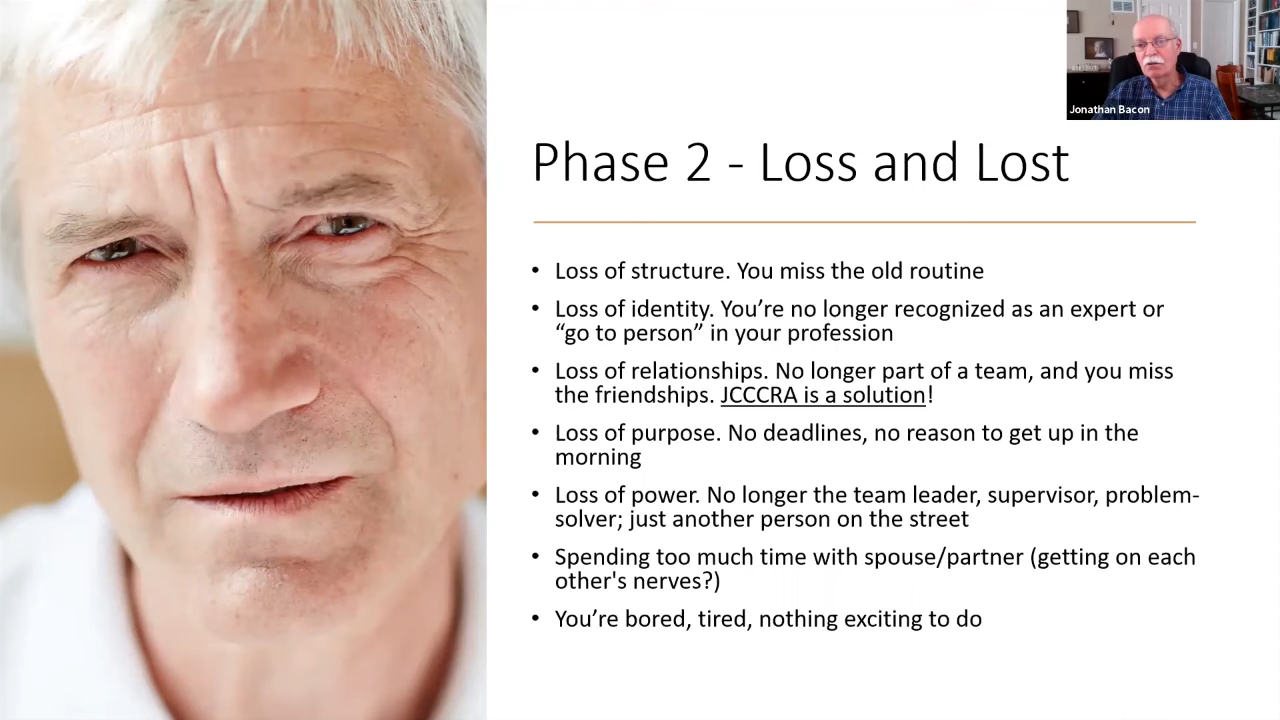 Jonathan Bacon
Phase 2 - Loss and Lost
• Loss of structure. You miss the old routine
• Loss of identity. You’re no longer recognized as an expert or
“go to person” in your profession
• Loss of relationships. No longer part of a team, and you miss
the friendships. JCCCRA is a solution!
• Loss of purpose. No deadlines, no reason to get up in the
morning
• Loss of power. No longer the team leader, supervisor, problem-
solver; just another person on the street
• Spending too much time with spouse/partner (getting on each
other's nerves?)
• You’re bored, tired, nothing exciting to do